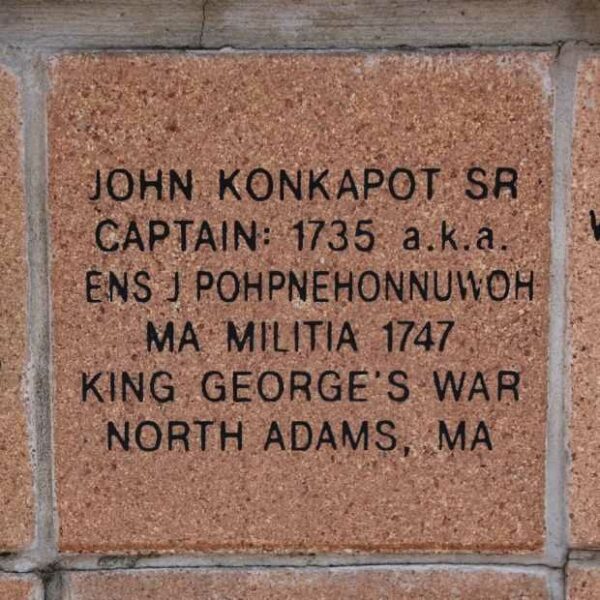 JOHN KONKAPOT SR
CAPTAIN: 1735 a.k.a.
ENS J POHPNEHONNUWOH
MA MILITIA 1747
KING GEORGE'S WAR
NORTH ADAMS, MA